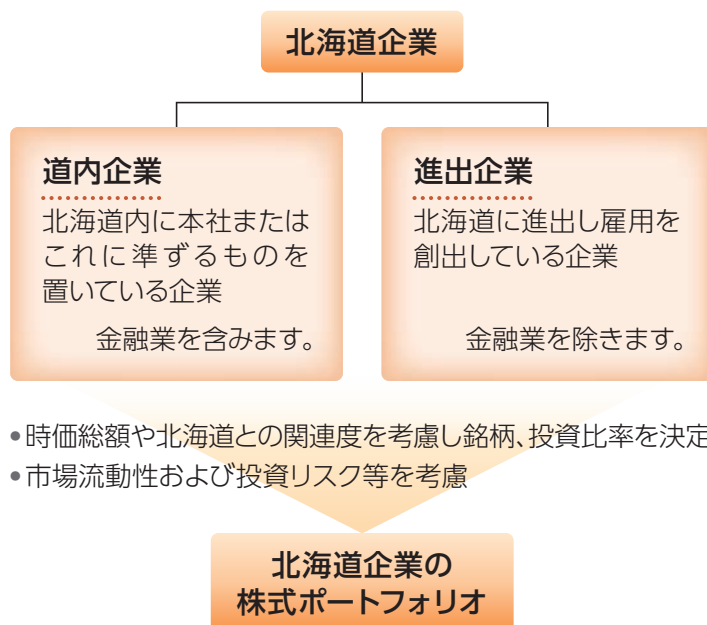 北海道企業
道内企業
北海道内に本社または
これに準ずるものを
置いている企業
金融業を含みます。
進出企業
北海道に進出し雇用を
創出している企業
金融業を除きます。
•時価総額や北海道との関連度を考慮し銘柄、投資比率を決定
•市場流動性および投資リスク等を考慮
北海道企業の
株式ポートフォリオ